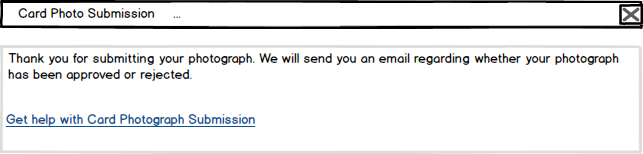 Card Photo Submission ...
Thank you for submitting your photograph. We will send you an email regarding whether your photograph
has been approved or rejected.
Get help with Card Photograph Submission